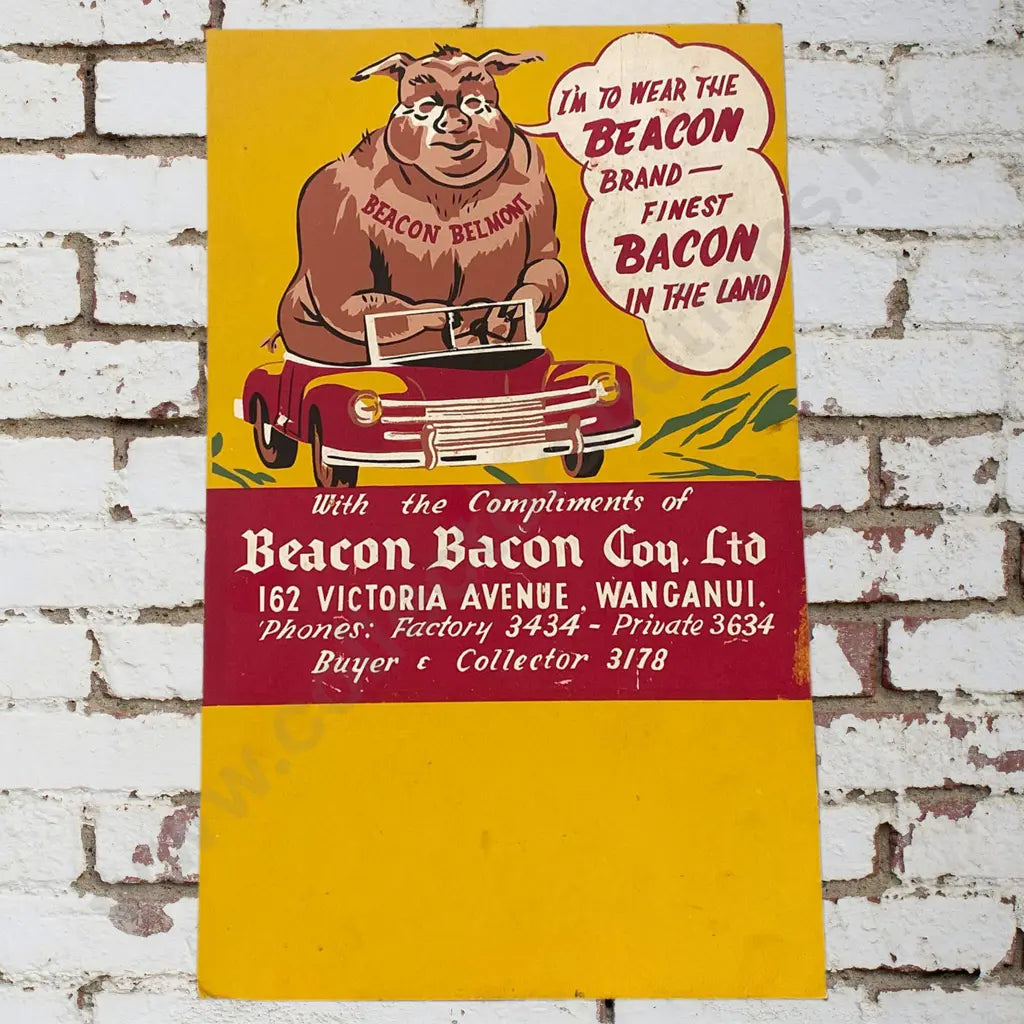 I'M TO WEAR THE
BEACON
BRAND —
FINEST
BACON
IN THE LAND
BEACON BELMONT
With the Compliments of
Beacon Bacon Coy. Ltd
162 VICTORIA AVENUE, WANGANUI.
'Phones: Factory 3434 - Private 3634
Buyer & Collector 3178